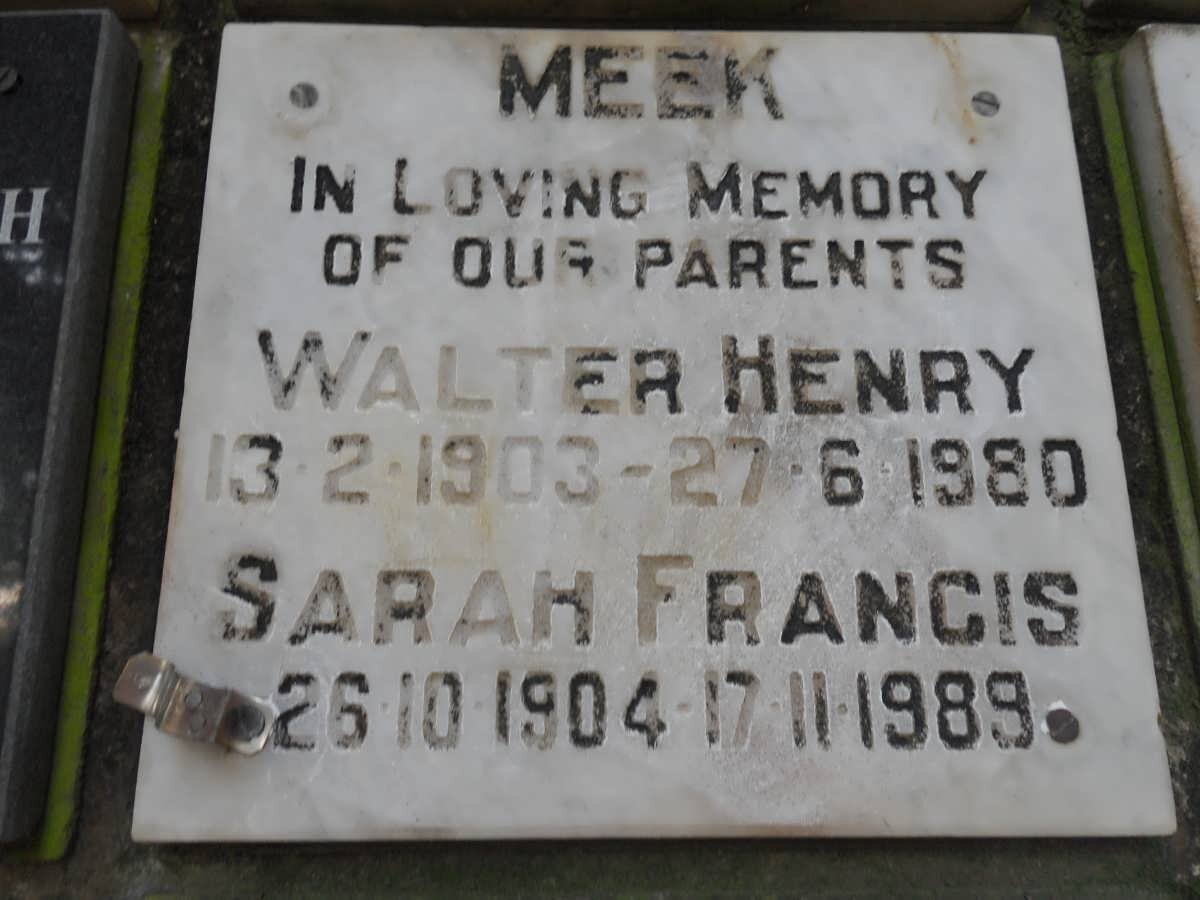 MEEK
IN LOVING MEMORY
OF OUR PARENTS
WALTER HENRY
13·2·1903-27·6·1980
SARAH FRANCIS
26·10·1904-17·11·1989
H